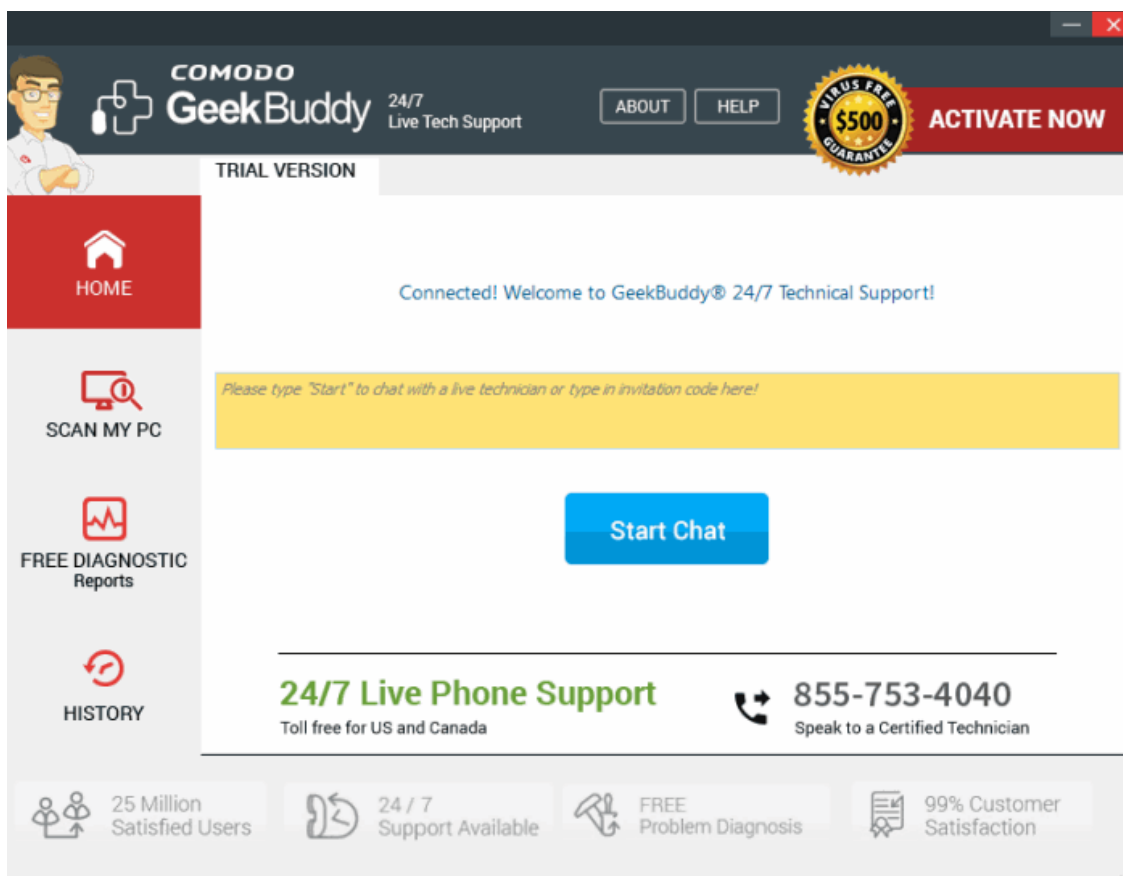 COMODO
GeekBuddy
24/7
Live Tech Support
ABOUT
HELP
VIRUS FREE
$500
GUARANTEE
ACTIVATE NOW
TRIAL VERSION
HOME
Connected! Welcome to GeekBuddy® 24/7 Technical Support!
Please type "Start" to chat with a live technician or type in invitation code here!
SCAN MY PC
Start Chat
FREE DIAGNOSTIC
Reports
HISTORY
24/7 Live Phone Support
Toll free for US and Canada
855-753-4040
Speak to a Certified Technician
25 Million
Satisfied Users
24 / 7
Support Available
FREE
Problem Diagnosis
99% Customer
Satisfaction